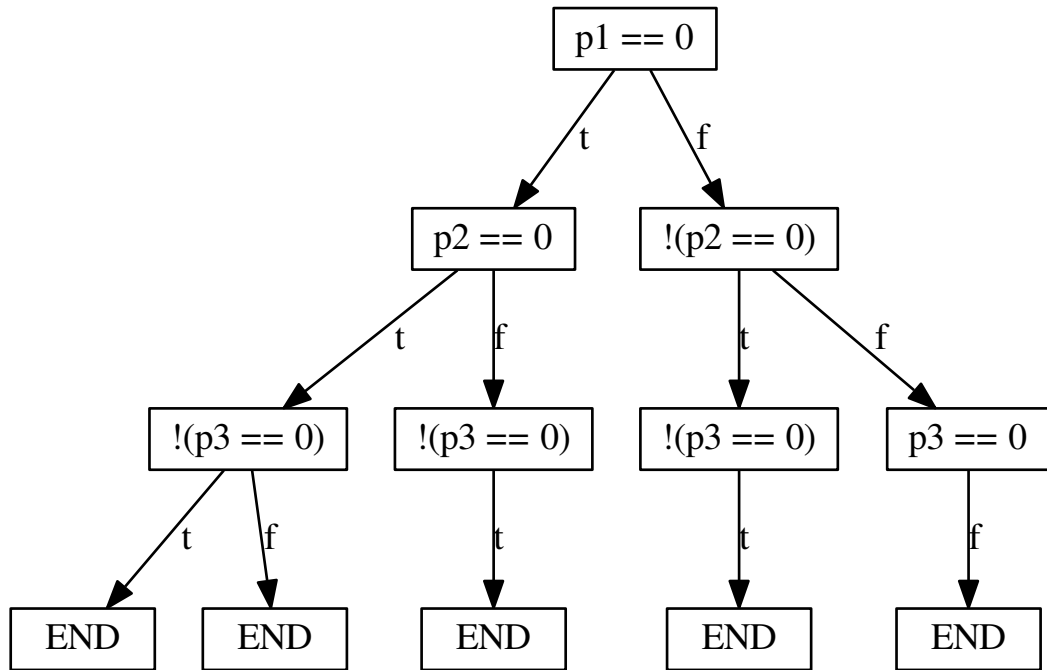 p1 == 0
t
f
p2 == 0
!(p2 == 0)
t
f
t
f
!(p3 == 0)
!(p3 == 0)
!(p3 == 0)
p3 == 0
t
f
t
t
f
END
END
END
END
END